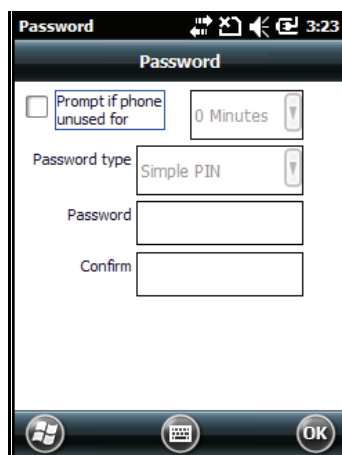 Password 3:23
Password
Prompt if phone
unused for
0 Minutes
Password type
Simple PIN
Password
Confirm
OK